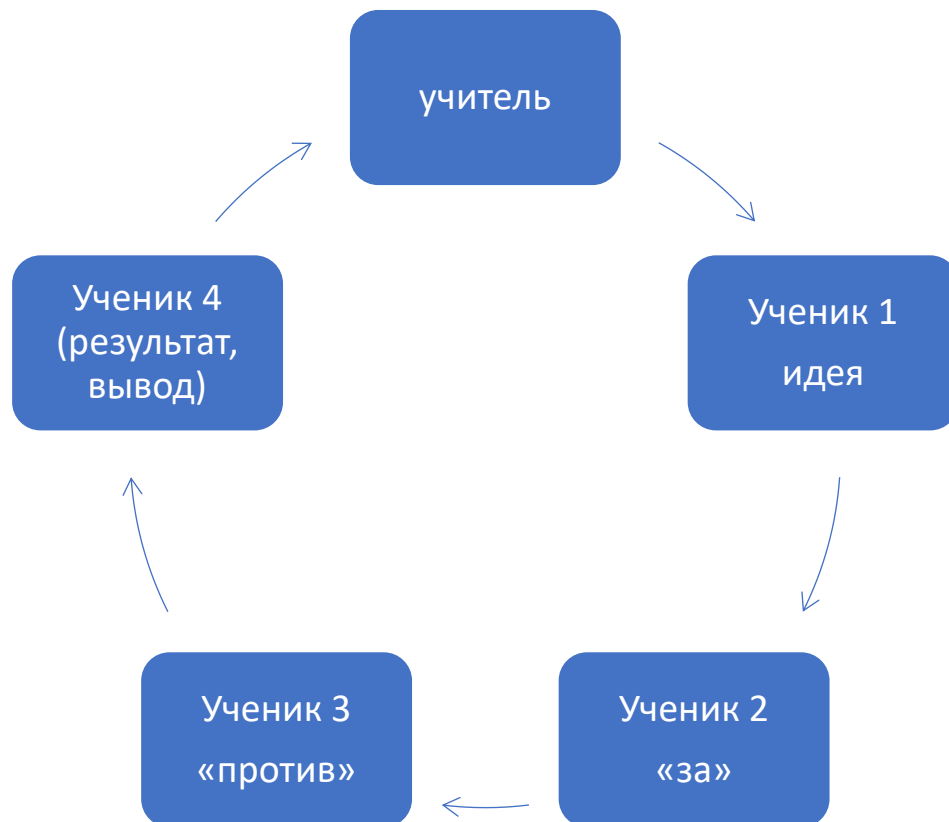 учитель
Ученик 1
идея
Ученик 2
«за»
Ученик 3
«против»
Ученик 4
(результат,
вывод)